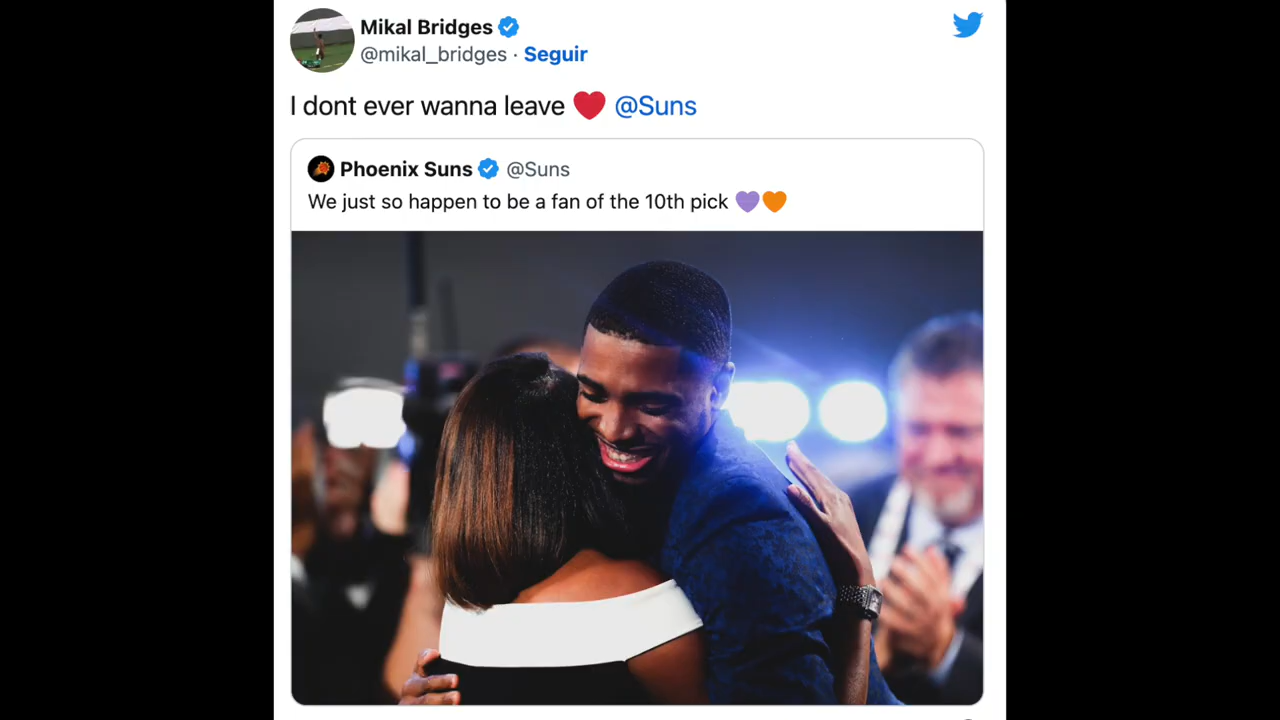 Mikal Bridges
@mikal_bridges · Seguir
I dont ever wanna leave ❤️ @Suns
Phoenix Suns @Suns
We just so happen to be a fan of the 10th pick 💜🧡